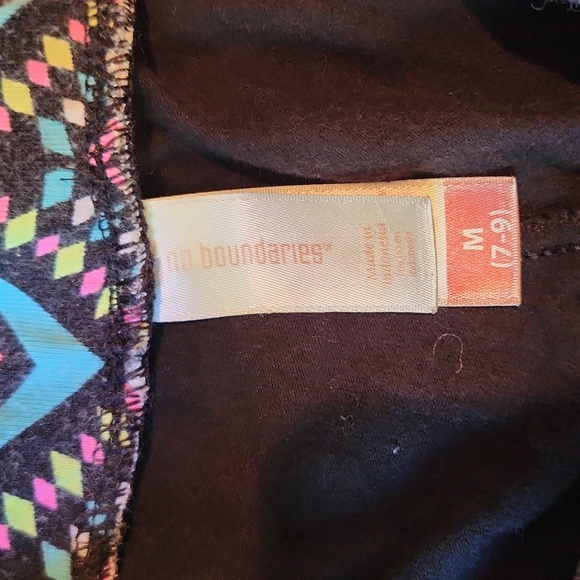 no boundaries
Made in
Indonesia
M
(7-9)